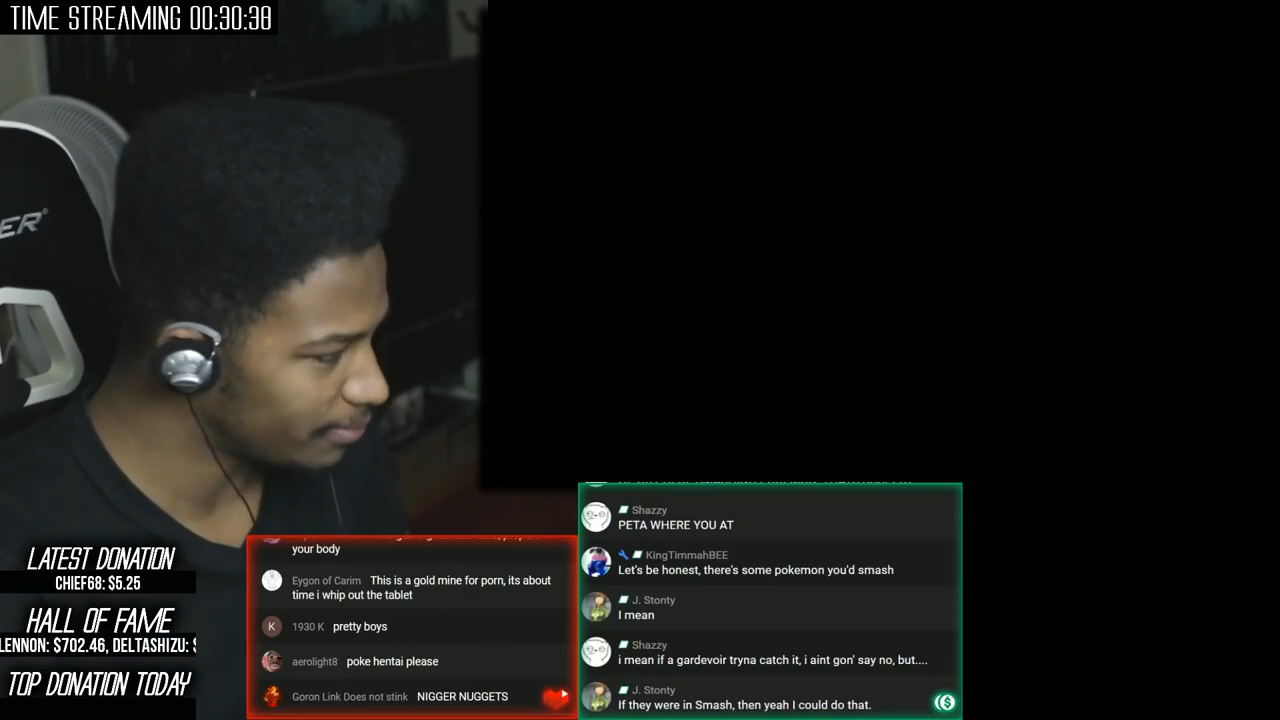 TIME STREAMING 00:30:38
ER
LATEST DONATION
CHIEF68: $5.25
HALL OF FAME
LENNON: $702.46, DELTASHIZU: $
TOP DONATION TODAY
your body
Eygon of Carim This is a gold mine for porn, its about
time i whip out the tablet
K 1930 K pretty boys
aerolight8 poke hentai please
Goron Link Does not stink NIGGER NUGGETS
Shazzy
PETA WHERE YOU AT
KingTimmahBEE
Let's be honest, there's some pokemon you'd smash
J. Stonty
I mean
Shazzy
i mean if a gardevoir tryna catch it, i aint gon' say no, but....
J. Stonty
If they were in Smash, then yeah I could do that.